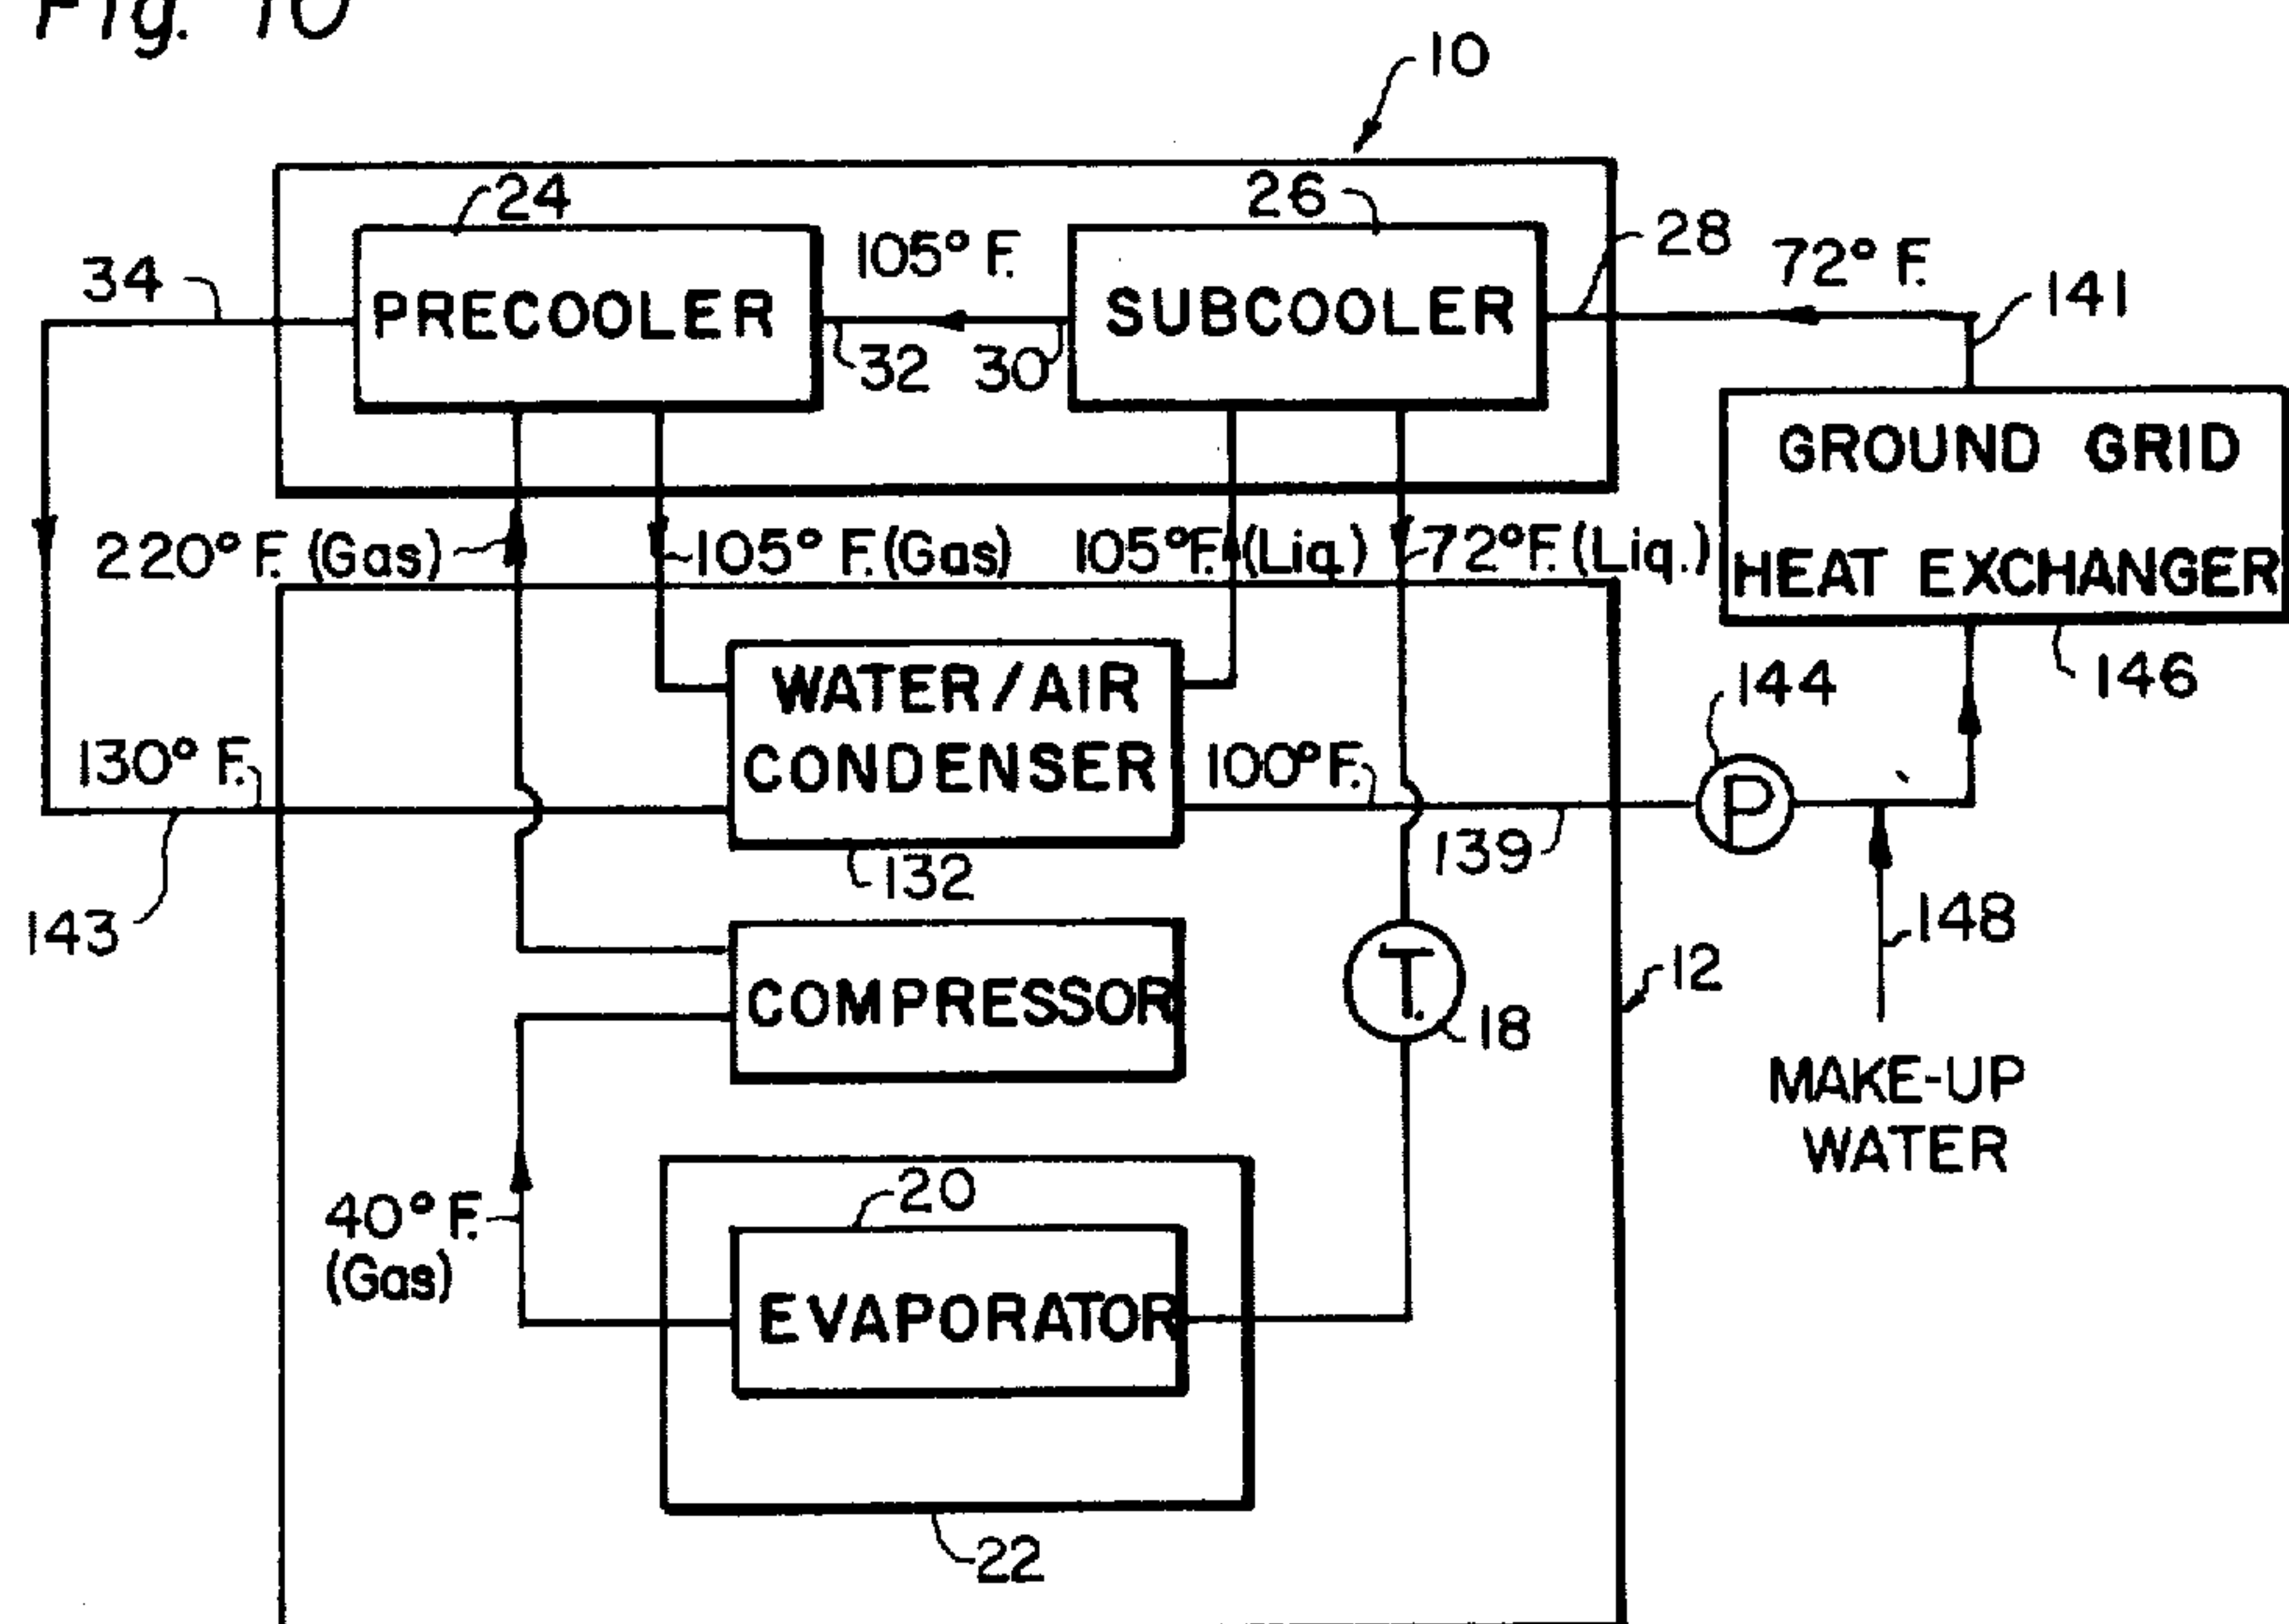 Fig. 10
10
24
26
28
72° F.
34
105° F.
141
PRECOOLER
SUBCOOLER
32
30
GROUND GRID
HEAT EXCHANGER
220° F. (Gas)
105° F. (Gas)
105° F. (Liq.)
72° F. (Liq.)
144
146
WATER/AIR
CONDENSER
130° F.
100° F.
P
139
132
143
148
12
COMPRESSOR
T.
18
MAKE-UP
WATER
20
40° F.
(Gas)
EVAPORATOR
22